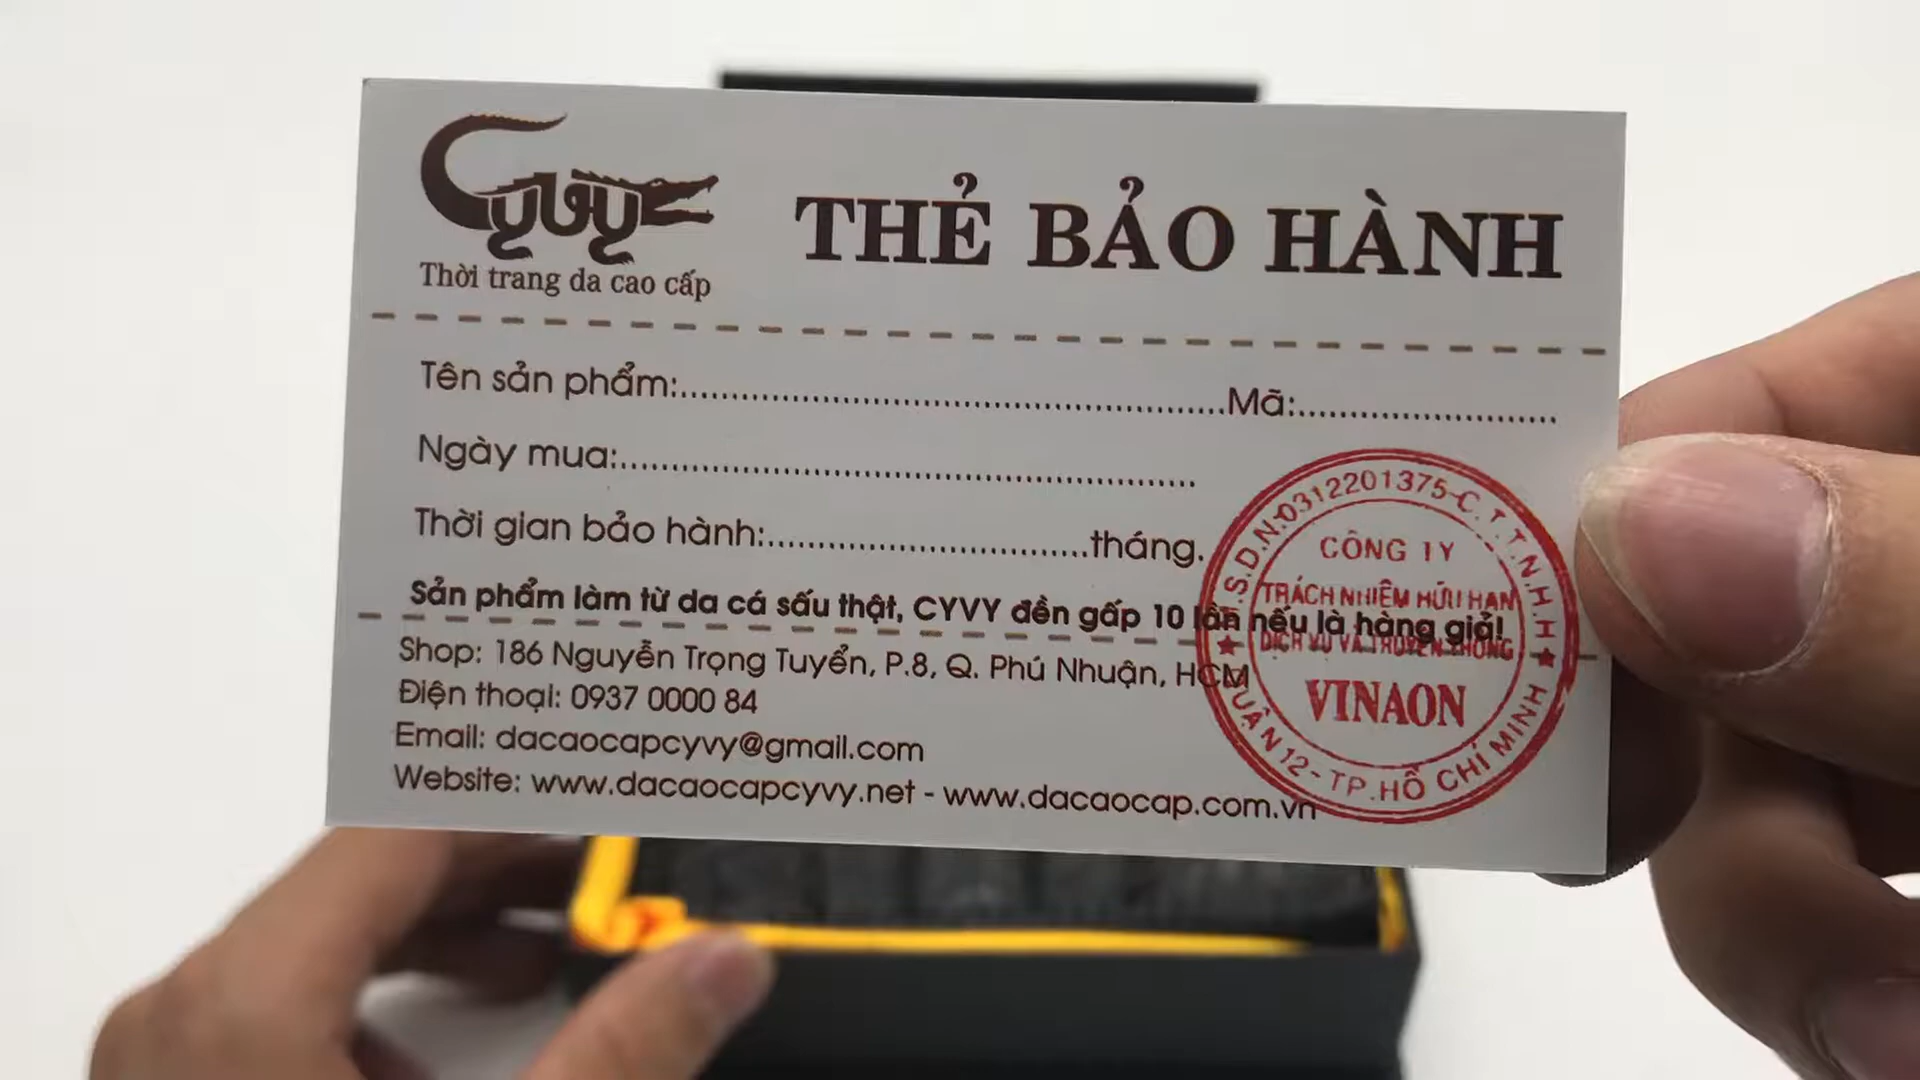 CYVY
Thời trang da cao cấp
THẺ BẢO HÀNH
Tên sản phẩm:..........Mã:..........
Ngày mua:..........
Thời gian bảo hành:..........tháng.
Sản phẩm làm từ da cá sấu thật, CYVY đền gấp 10 lần nếu là hàng giả!
Shop: 186 Nguyễn Trọng Tuyển, P.8, Q. Phú Nhuận, HCM
Điện thoại: 0937 0000 84
Email: dacaocapcyvy@gmail.com
Website: www.dacaocapcyvy.net - www.dacaocap.com.vn
.S.D.N:0312201375-C.T.T.N.H.H
CÔNG TY
TRÁCH NHIỆM HỮU HẠN
DỊCH VỤ VÀ TRUYỀN THÔNG
VINAON
QUẬN 12 - TP.HỒ CHÍ MINH